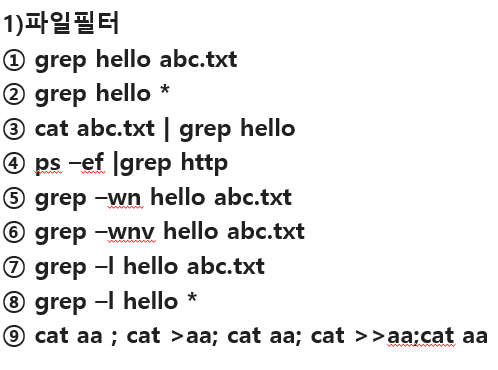 1)파일필터
① grep hello abc.txt
② grep hello *
③ cat abc.txt | grep hello
④ ps –ef |grep http
⑤ grep –wn hello abc.txt
⑥ grep –wnv hello abc.txt
⑦ grep –l hello abc.txt
⑧ grep –l hello *
⑨ cat aa ; cat >aa; cat aa; cat >>aa;cat aa